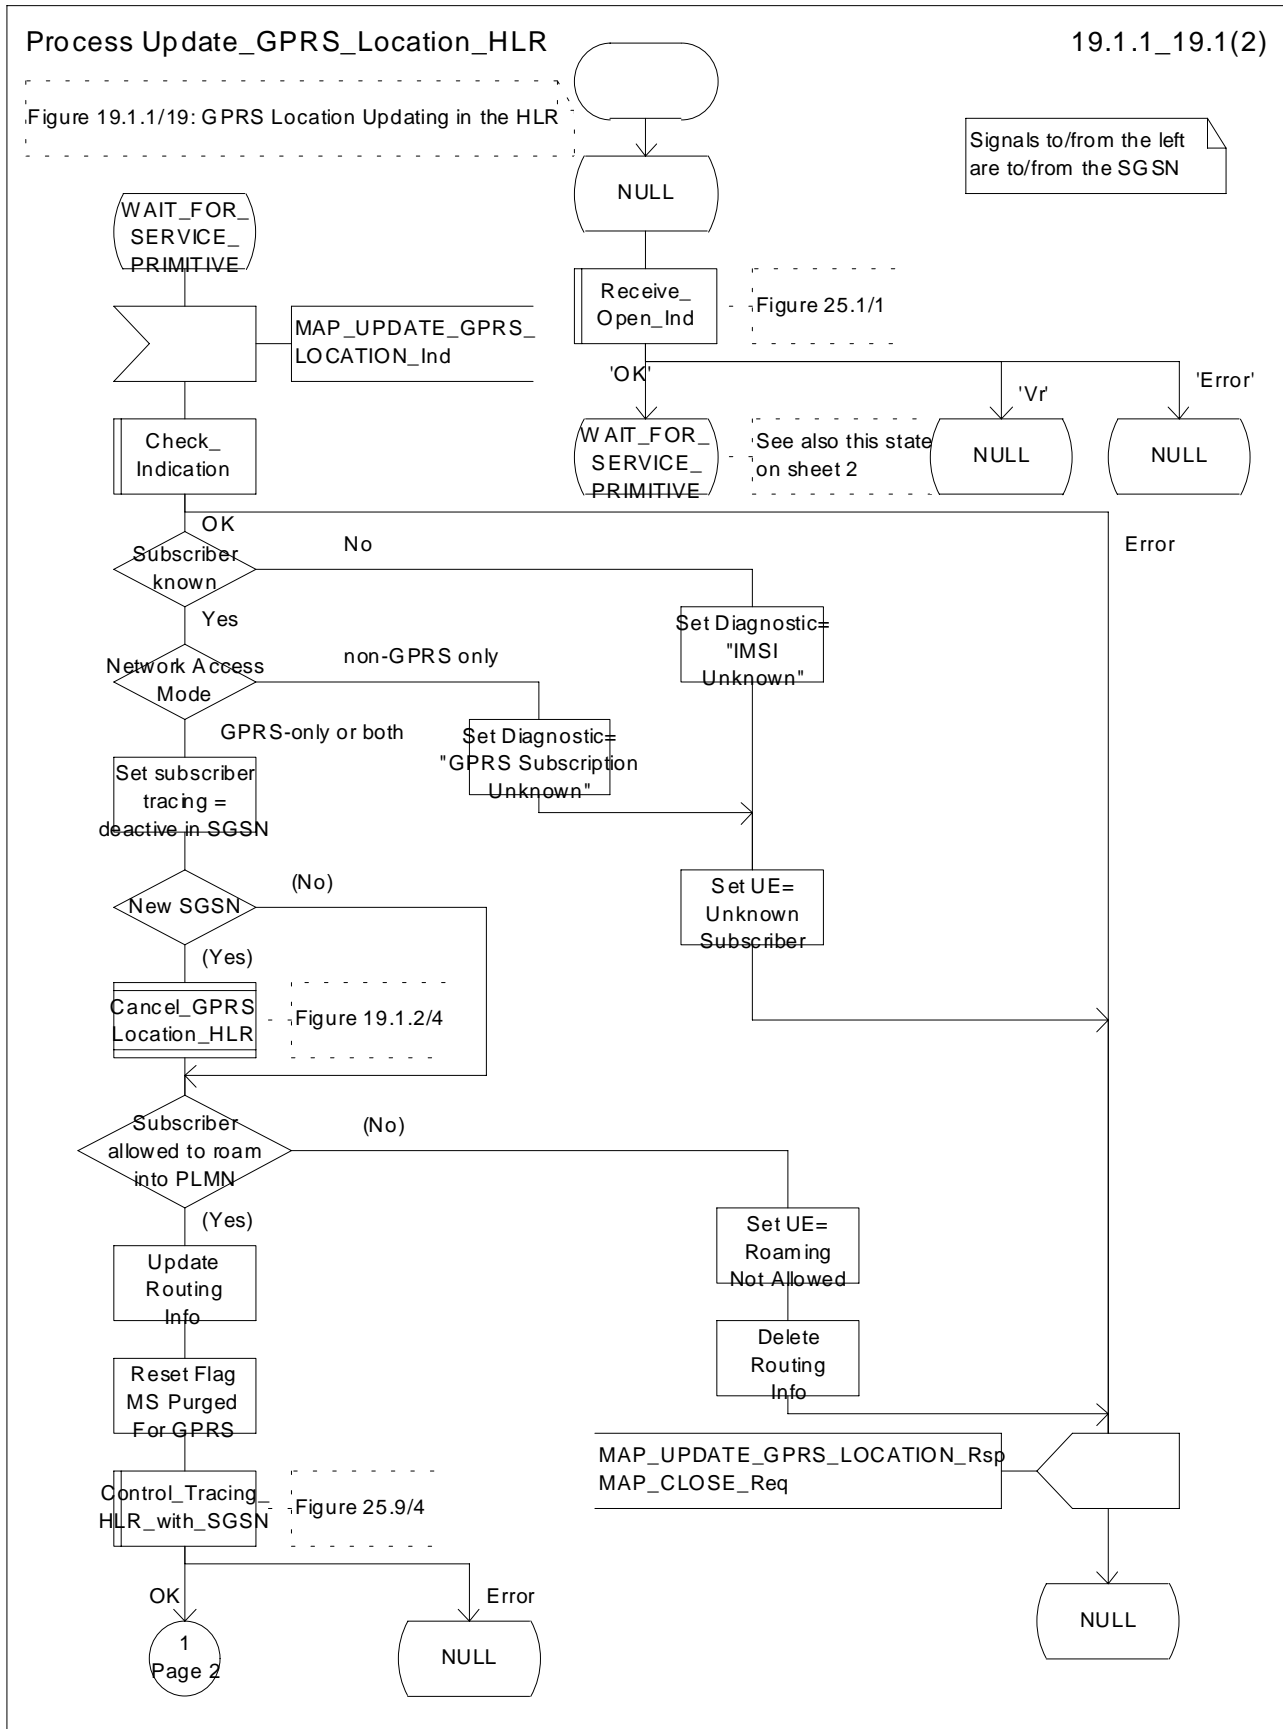 Process Update_GPRS_Location_HLR
19.1.1_19.1(2)
Figure 19.1.1/19: GPRS Location Updating in the HLR
Signals to/from the left
are to/from the SGSN
NULL
WAIT_FOR_
SERVICE_
PRIMITIVE
Receive_
Open_Ind
Figure 25.1/1
MAP_UPDATE_GPRS_
LOCATION_Ind
'OK'
'Vr'
'Error'
Check_
Indication
WAIT_FOR_
SERVICE_
PRIMITIVE
See also this state
on sheet 2
NULL
NULL
OK
Error
Subscriber
known
No
Yes
Set Diagnostic=
"IMSI
Unknown"
Network Access
Mode
non-GPRS only
GPRS-only or both
Set Diagnostic=
"GPRS Subscription
Unknown"
Set subscriber
tracing =
deactive in SGSN
New SGSN
(No)
(Yes)
Set UE=
Unknown
Subscriber
Cancel_GPRS
Location_HLR
Figure 19.1.2/4
Subscriber
allowed to roam
into PLMN
(No)
(Yes)
Set UE=
Roaming
Not Allowed
Update
Routing
Info
Delete
Routing
Info
Reset Flag
MS Purged
For GPRS
MAP_UPDATE_GPRS_LOCATION_Rsp
MAP_CLOSE_Req
Control_Tracing_
HLR_with_SGSN
Figure 25.9/4
OK
Error
1
Page 2
NULL
NULL